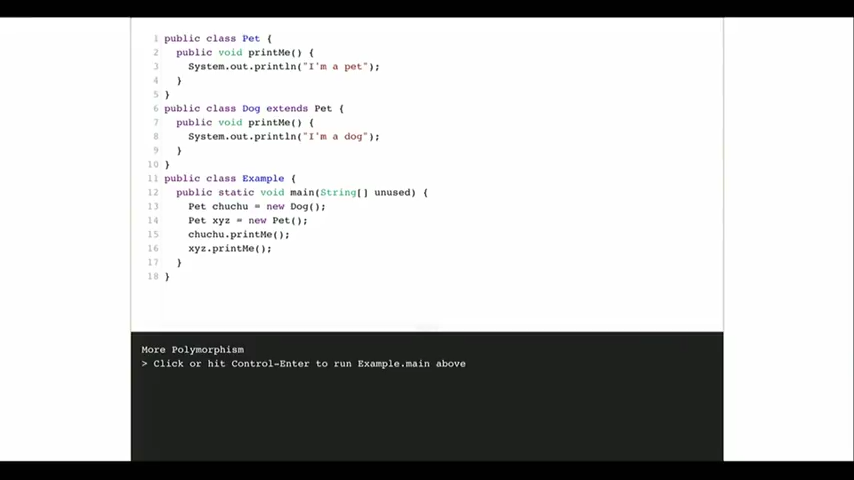 1 public class Pet {
2 public void printMe() {
3 System.out.println("I'm a pet");
4 }
5 }
6 public class Dog extends Pet {
7 public void printMe() {
8 System.out.println("I'm a dog");
9 }
10 }
11 public class Example {
12 public static void main(String[] unused) {
13 Pet chuchu = new Dog();
14 Pet xyz = new Pet();
15 chuchu.printMe();
16 xyz.printMe();
17 }
18 }
More Polymorphism
> Click or hit Control-Enter to run Example.main above